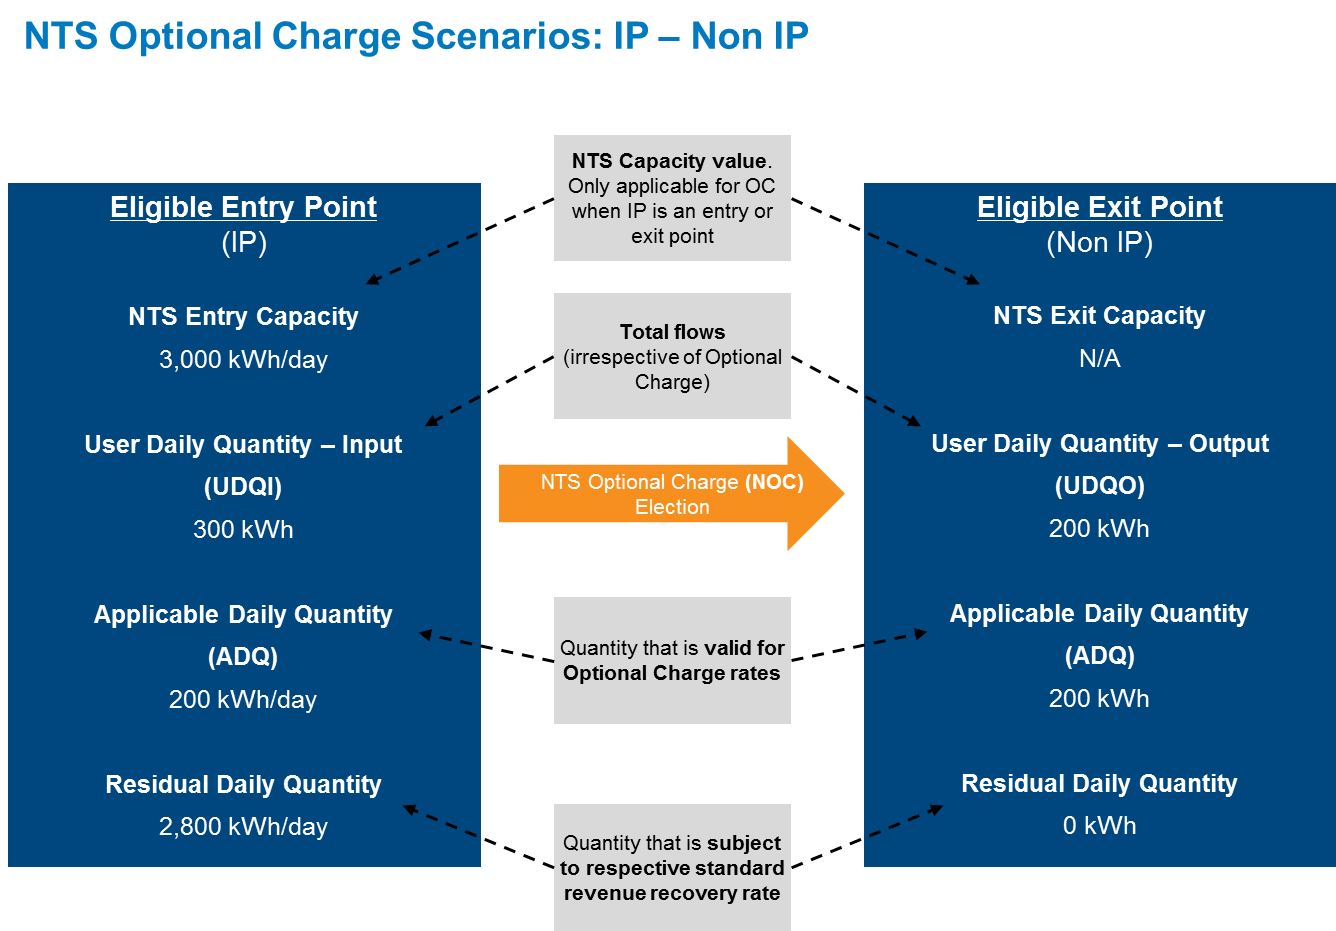 NTS Optional Charge Scenarios: IP – Non IP
Eligible Entry Point
(IP)
NTS Entry Capacity
3,000 kWh/day
User Daily Quantity – Input
(UDQI)
300 kWh
Applicable Daily Quantity
(ADQ)
200 kWh/day
Residual Daily Quantity
2,800 kWh/day
NTS Capacity value.
Only applicable for OC
when IP is an entry or
exit point
Total flows
(irrespective of Optional
Charge)
NTS Optional Charge (NOC)
Election
Quantity that is valid for
Optional Charge rates
Quantity that is subject
to respective standard
revenue recovery rate
Eligible Exit Point
(Non IP)
NTS Exit Capacity
N/A
User Daily Quantity – Output
(UDQO)
200 kWh
Applicable Daily Quantity
(ADQ)
200 kWh
Residual Daily Quantity
0 kWh